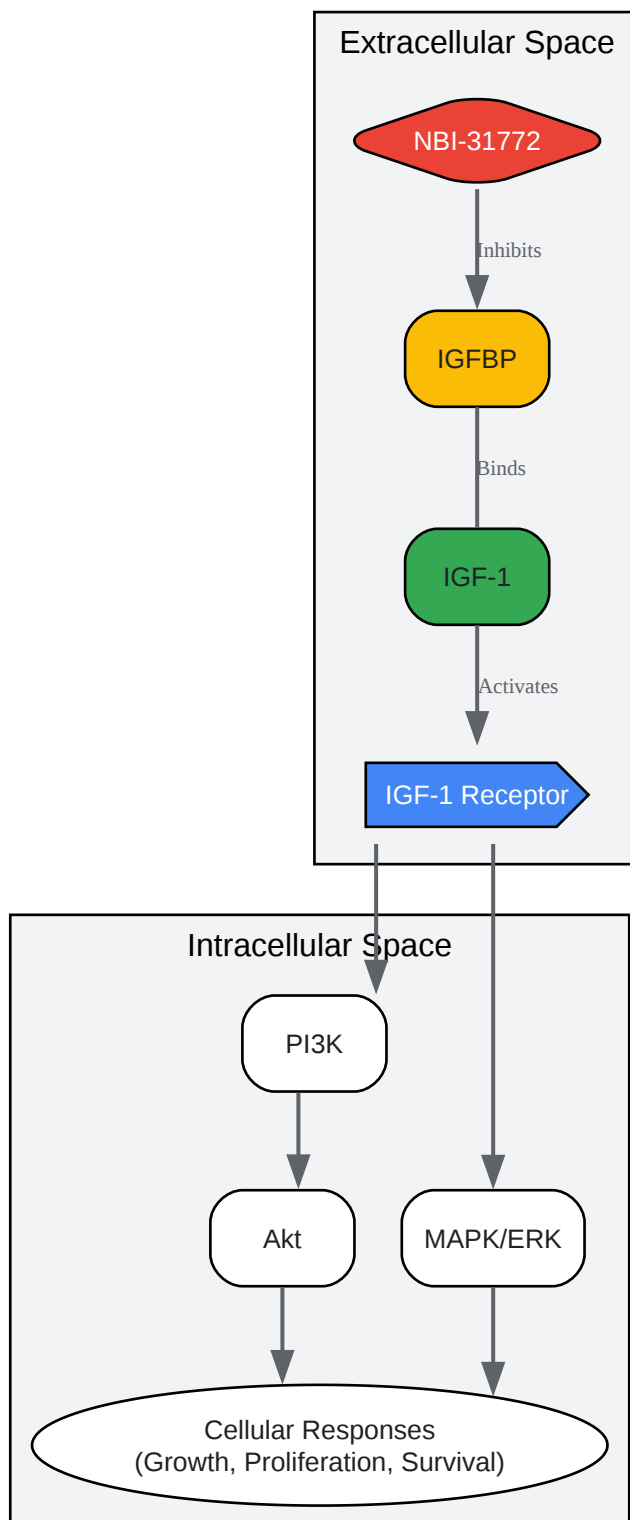 Extracellular Space
NBI-31772
Inhibits
IGFBP
Binds
IGF-1
Activates
IGF-1 Receptor
Intracellular Space
PI3K
Akt
MAPK/ERK
Cellular Responses
(Growth, Proliferation, Survival)